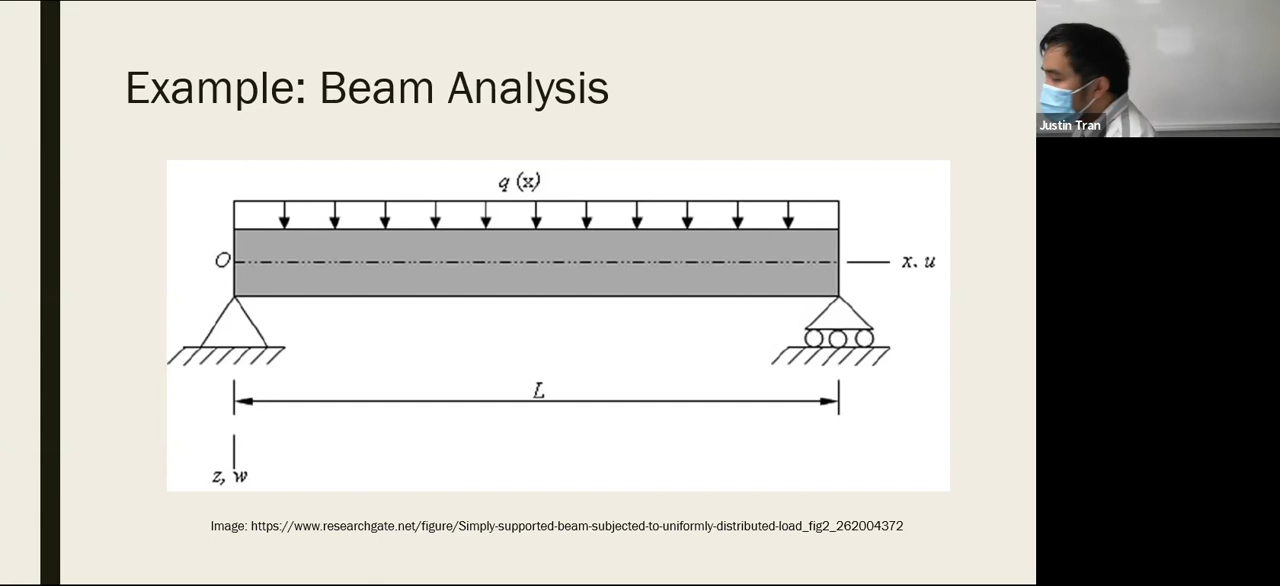 Example: Beam Analysis
Justin Tran
q (x)
O
x. u
L
z, w
Image: https://www.researchgate.net/figure/Simply-supported-beam-subjected-to-uniformly-distributed-load_fig2_262004372